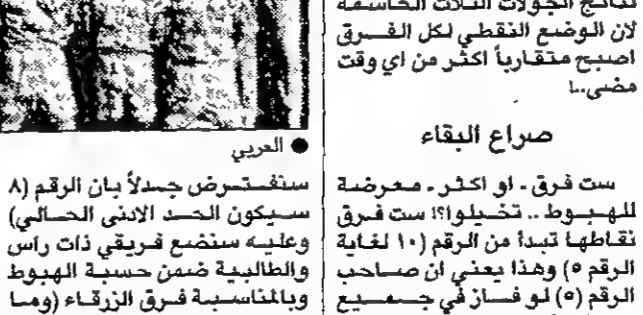 نتائج الجولات الثلاث الحاسمة
لان الوضع النقطي لكل الفرق
اصبح متقارباً اكثر من اي وقت
مضى..!
صراع البقاء
ست فرق ـ او اكثر ـ معرضة
للهبوط .. تخيلوا؟! ست فرق
نقاطها تبدأ من الرقم (١٠ لغاية
الرقم ٥) وهذا يعني ان صاحب
الرقم (٥) لو فاز في جميع
● العربي
سنفترض جدلاً بان الرقم (٨
سيكون الحد الادنى الحالي)
وعليه سنضع فريقي ذات راس
والطالبية ضمن حسبة الهبوط
وبالمناسبة فرق الزرقاء (وما